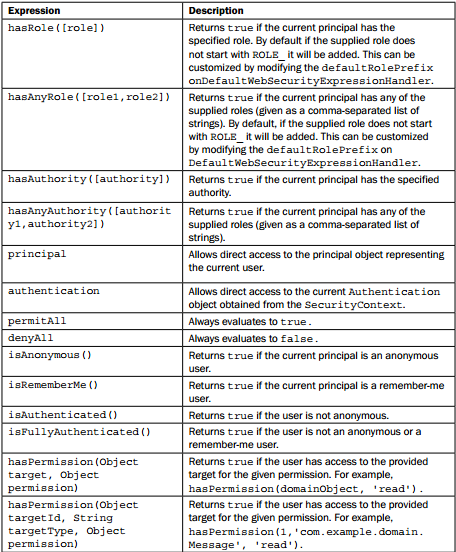 Expression Description
hasRole([role]) Returns true if the current principal has the
specified role. By default if the supplied role does
not start with ROLE_ it will be added. This can be
customized by modifying the defaultRolePrefix
onDefaultWebSecurityExpressionHandler.
hasAnyRole([role1,role2]) Returns true if the current principal has any of the
supplied roles (given as a comma-separated list of
strings). By default, if the supplied role does not start
with ROLE_ it will be added. This can be customized
by modifying the defaultRolePrefix on
DefaultWebSecurityExpressionHandler.
hasAuthority([authority]) Returns true if the current principal has the specified
authority.
hasAnyAuthority([authorit Returns true if the current principal has any of the
y1,authority2]) supplied roles (given as a comma-separated list of
strings).
principal Allows direct access to the principal object representing
the current user.
authentication Allows direct access to the current Authentication
object obtained from the SecurityContext.
permitAll Always evaluates to true.
denyAll Always evaluates to false.
isAnonymous() Returns true if the current principal is an anonymous
user.
isRememberMe() Returns true if the current principal is a remember-me
user.
isAuthenticated() Returns true if the user is not anonymous.
isFullyAuthenticated() Returns true if the user is not an anonymous or a
remember-me user.
hasPermission(Object Returns true if the user has access to the provided
target, Object target for the given permission. For example,
permission) hasPermission(domainObject, 'read').
hasPermission(Object Returns true if the user has access to the provided
targetId, String target for the given permission. For example,
targetType, Object hasPermission(1,'com.example.domain.
permission) Message', 'read').